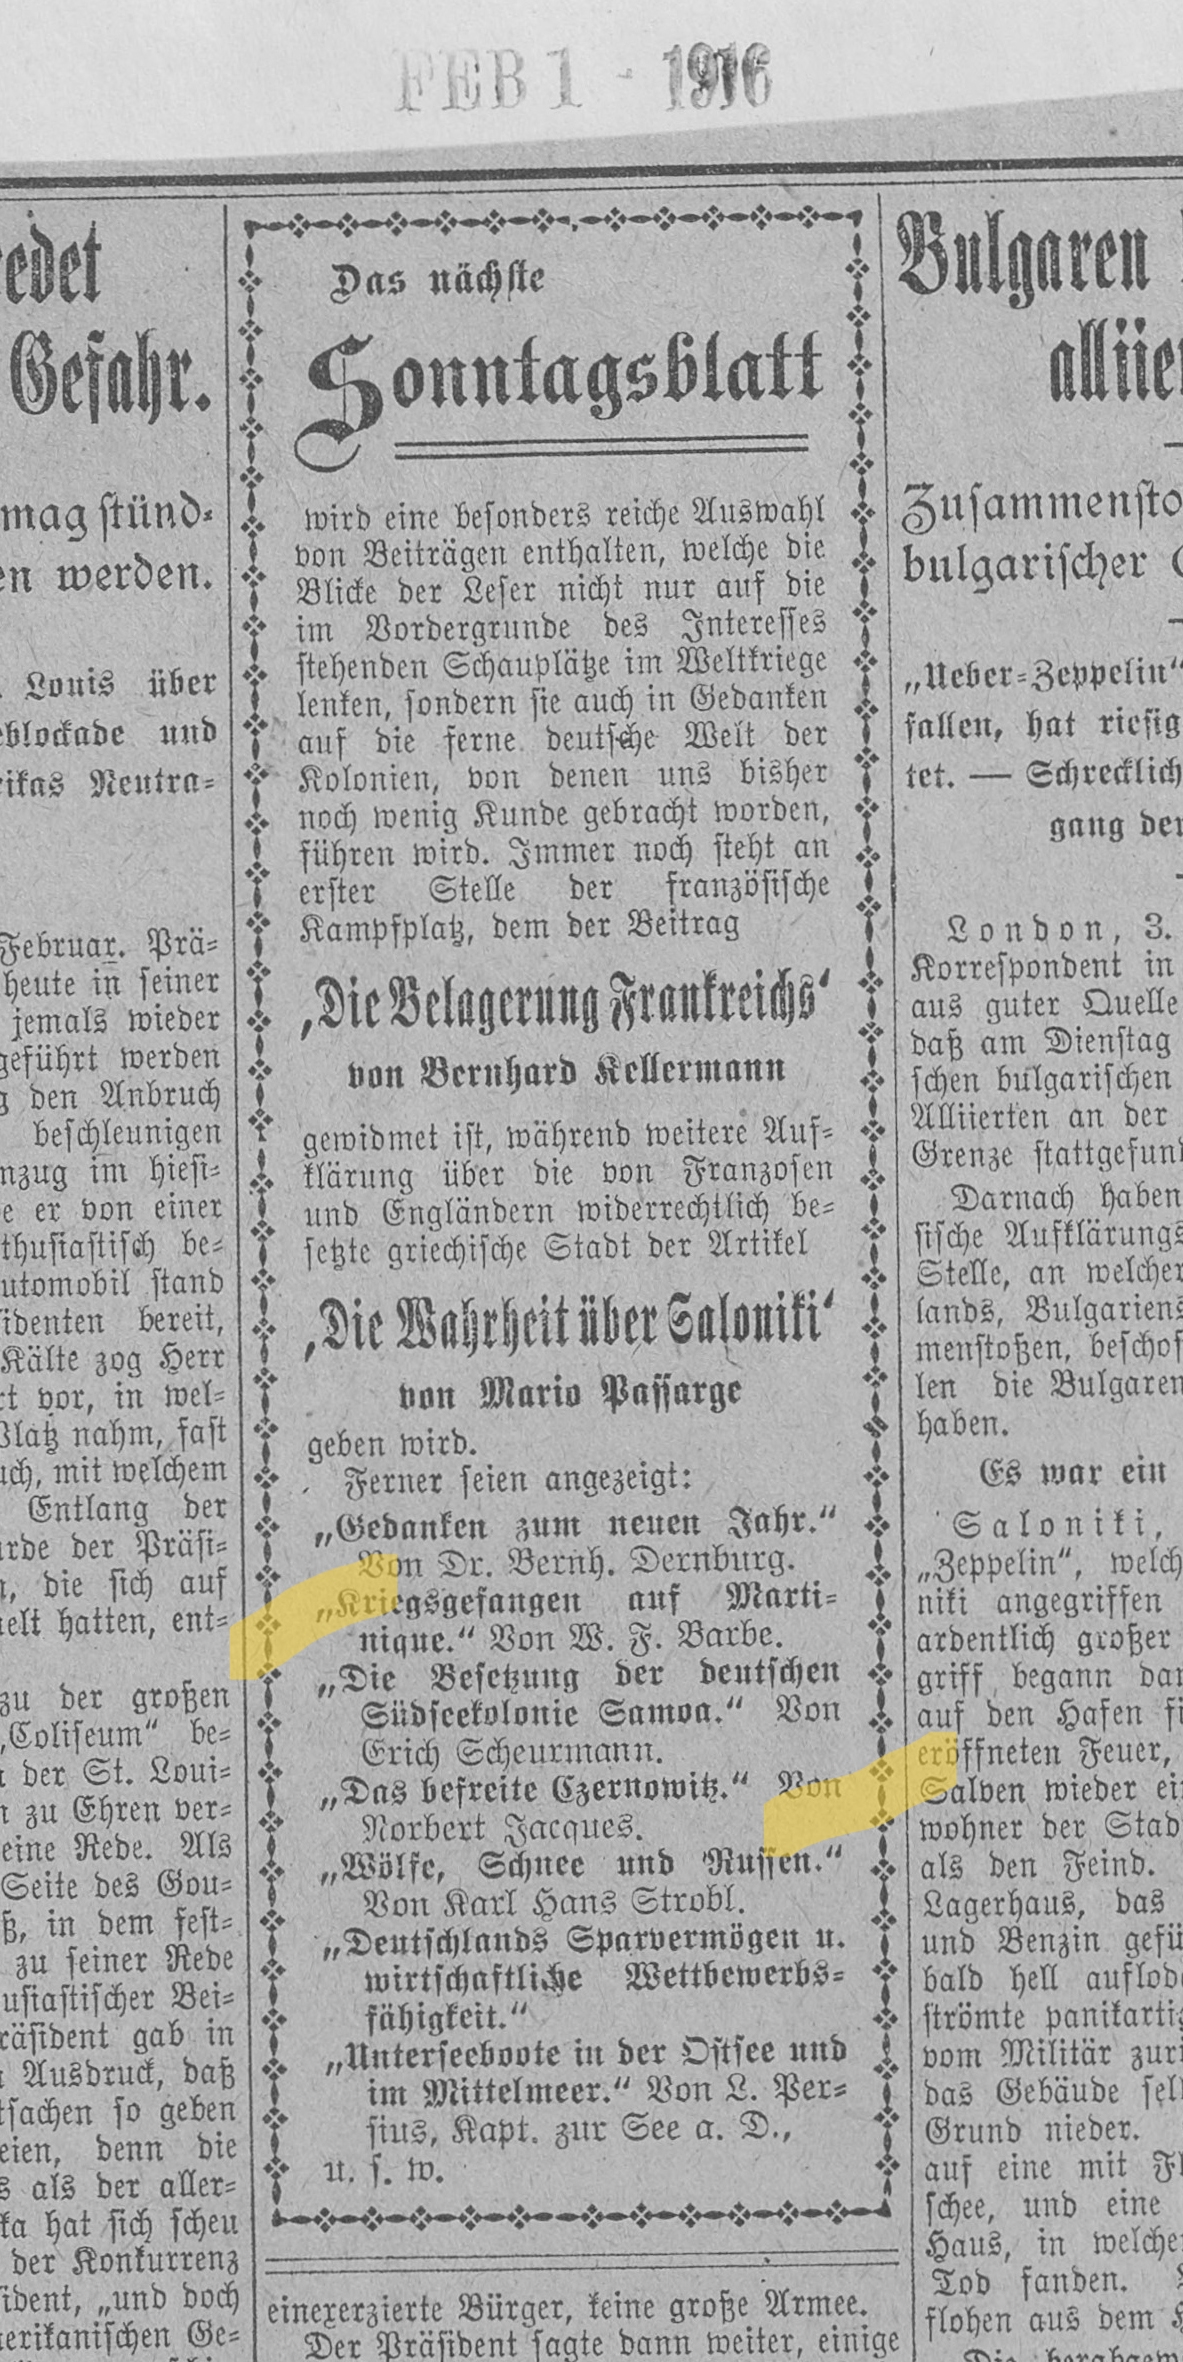 FEB 1 - 1916
redet
Gefahr.
mag stünd-
en werden.
. Louis über
eblockade und
rikas Neutra-
Februar. Prä-
heute in seiner
jemals wieder
geführt werden
g den Anbruch
beschleunigen
nzug im hiesi-
be er von einer
thusiastisch be-
utomobil stand
identen bereit,
Kälte zog Herr
rt vor, in wel-
Platz nahm, fast
uch, mit welchem
Entlang der
urde der Präsi-
n, die sich auf
melt hatten, ent-
zu der großen
„Coliseum“ be-
n der St. Loui-
n zu Ehren ver-
eine Rede. Als
Seite des Gou-
ß, in dem fest-
zu seiner Rede
usiastischer Bei-
räsident gab in
n Ausdruck, daß
tsachen so geben
eien, denn die
s als der aller-
ka hat sich scheu
der Konkurrenz
sident, „und doch
erikanischen Ge-
Das nächste
Sonntagsblatt
wird eine besonders reiche Auswahl
von Beiträgen enthalten, welche die
Blicke der Leser nicht nur auf die
im Vordergrunde des Interesses
stehenden Schauplätze im Weltkriege
lenken, sondern sie auch in Gedanken
auf die ferne deutsche Welt der
Kolonien, von denen uns bisher
noch wenig Kunde gebracht worden,
führen wird. Immer noch steht an
erster Stelle der französische
Kampfplatz, dem der Beitrag
‚Die Belagerung Frankreichs‘
von Bernhard Kellermann
gewidmet ist, während weitere Auf-
klärung über die von Franzosen
und Engländern widerrechtlich be-
setzte griechische Stadt der Artikel
‚Die Wahrheit über Saloniki‘
von Mario Passarge
geben wird.
Ferner seien angezeigt:
„Gedanken zum neuen Jahr.“
Von Dr. Bernh. Dernburg.
„Kriegsgefangen auf Marti-
nique.“ Von W. F. Barbe.
„Die Besetzung der deutschen
Südseekolonie Samoa.“ Von
Erich Scheurmann.
„Das befreite Czernowitz.“ Von
Norbert Jacques.
„Wölfe, Schnee und Russen.“
Von Karl Hans Strobl.
„Deutschlands Sparvermögen u.
wirtschaftliche Wettbewerbs-
fähigkeit.“
„Unterseeboote in der Ostsee und
im Mittelmeer.“ Von L. Per-
sius, Kapt. zur See a. D.,
u. s. w.
einexerzierte Bürger, keine große Armee.
Der Präsident sagte dann weiter, einige
Bulgaren
alliier
Zusammensto
bulgarischer
„Ueber-Zeppelin“
fallen, hat riesig
tet. — Schrecklich
gang der
London, 3.
Korrespondent in
aus guter Quelle
daß am Dienstag
schen bulgarischen
Alliierten an der
Grenze stattgefund
Darnach haben
sische Aufklärungs
Stelle, an welcher
lands, Bulgariens
menstoßen, beschof
len die Bulgaren
haben.
Es war ein
Saloniki,
„Zeppelin“, welch
niki angegriffen
ardentlich großer
griff begann dar
auf den Hafen fi
eröffneten Feuer,
Salven wieder ein
wohner der Stad
als den Feind.
Lagerhaus, das
und Benzin gefü
bald hell auflode
strömte panikartig
vom Militär zurü
das Gebäude sell
Grund nieder.
auf eine mit Fl
schee, und eine
Haus, in welche
Tod fanden.
flohen aus dem H